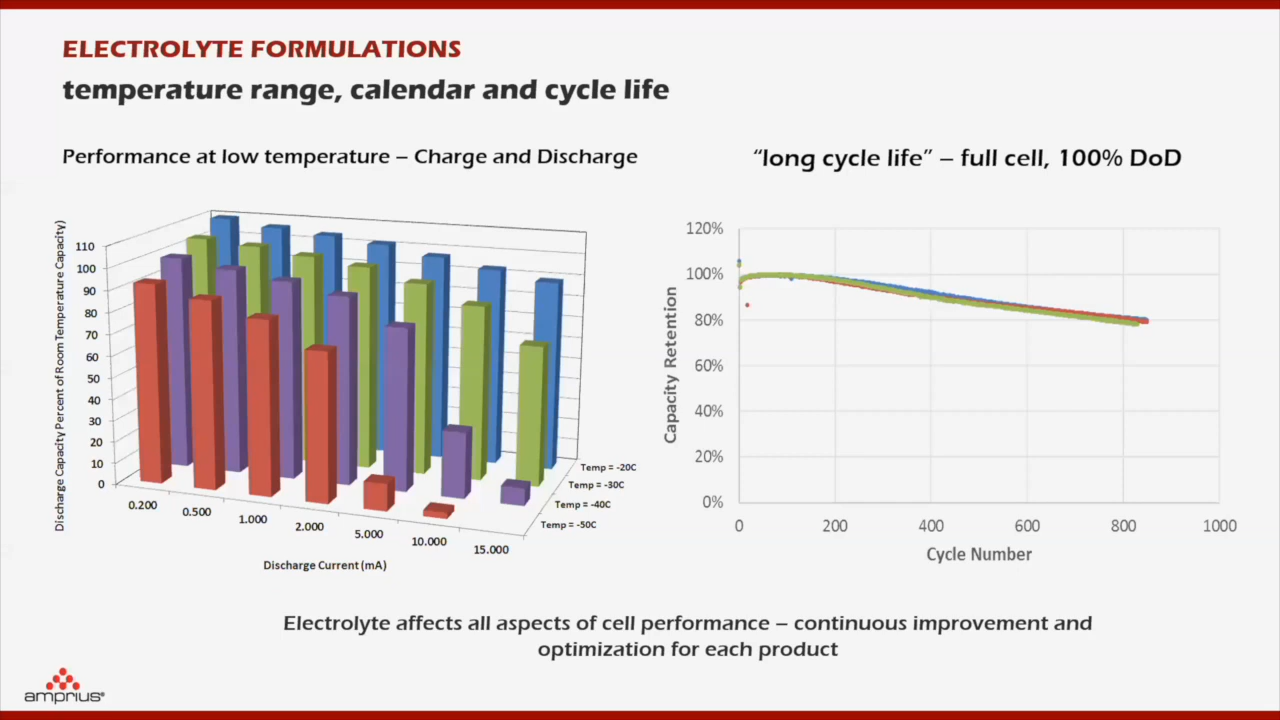 ELECTROLYTE FORMULATIONS
temperature range, calendar and cycle life
Performance at low temperature – Charge and Discharge
Discharge Capacity Percent of Room Temperature Capacity)
110
100
90
80
70
60
50
40
30
20
10
0
0.200
0.500
1.000
2.000
5.000
10.000
15.000
Temp = -20C
Temp = -30C
Temp = -40C
Temp = -50C
Discharge Current (mA)
“long cycle life” – full cell, 100% DoD
Capacity Retention
120%
100%
80%
60%
40%
20%
0%
0
200
400
600
800
1000
Cycle Number
Electrolyte affects all aspects of cell performance – continuous improvement and
optimization for each product
amprius®